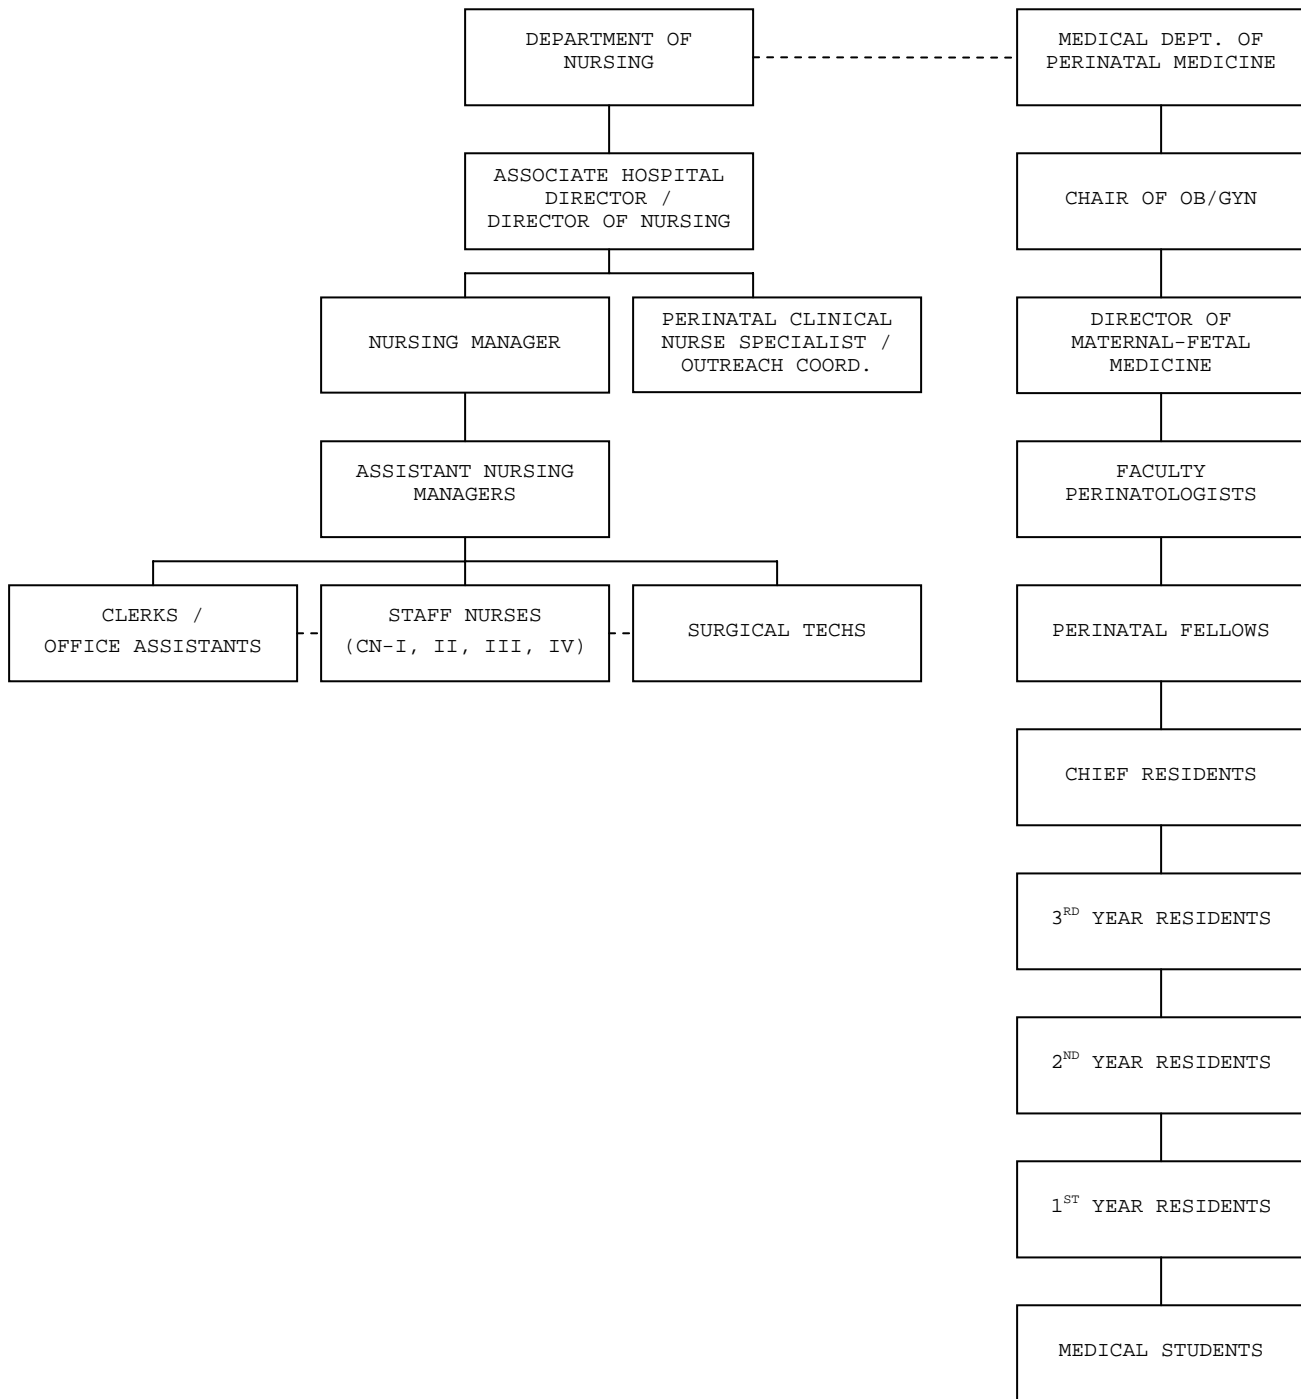 DEPARTMENT OF
NURSING
MEDICAL DEPT. OF
PERINATAL MEDICINE
ASSOCIATE HOSPITAL
DIRECTOR /
DIRECTOR OF NURSING
CHAIR OF OB/GYN
NURSING MANAGER
PERINATAL CLINICAL
NURSE SPECIALIST /
OUTREACH COORD.
DIRECTOR OF
MATERNAL-FETAL
MEDICINE
ASSISTANT NURSING
MANAGERS
FACULTY
PERINATOLOGISTS
CLERKS /
OFFICE ASSISTANTS
STAFF NURSES
(CN-I, II, III, IV)
SURGICAL TECHS
PERINATAL FELLOWS
CHIEF RESIDENTS
3RD YEAR RESIDENTS
2ND YEAR RESIDENTS
1ST YEAR RESIDENTS
MEDICAL STUDENTS